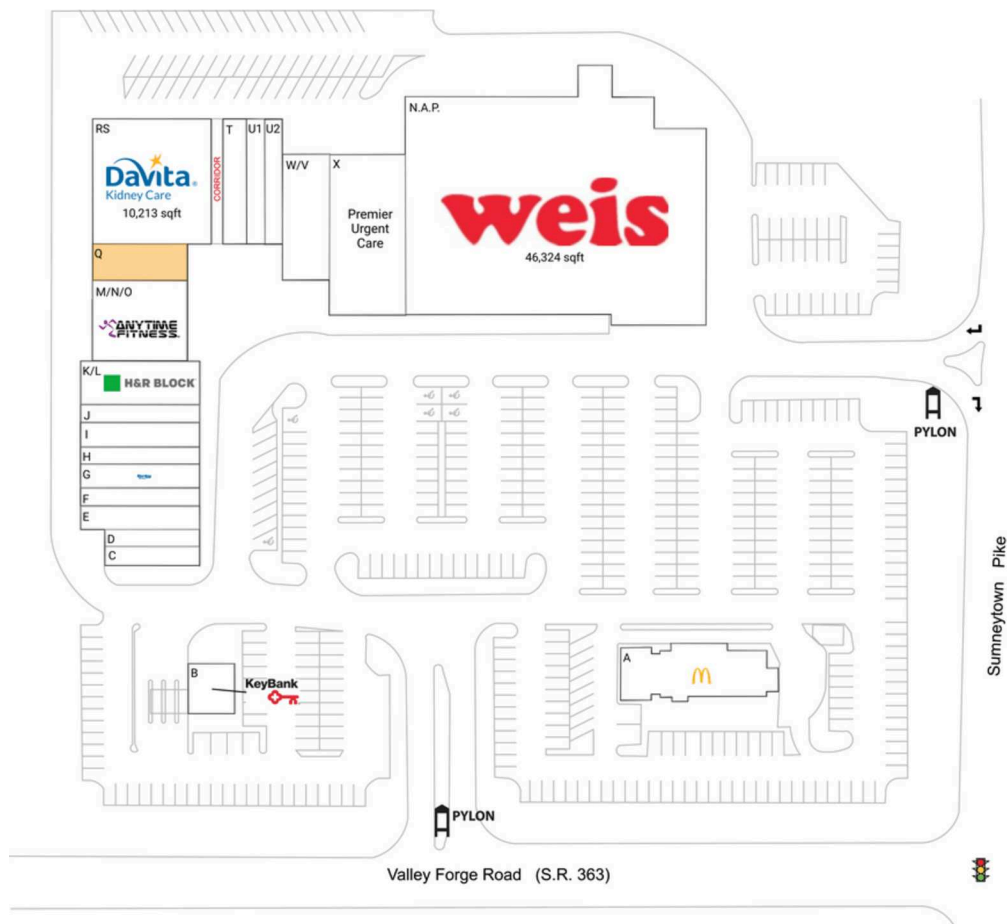 N.A.P.
weis
46,324 sqft
RS
DaVita.
Kidney Care
10,213 sqft
CORRIDOR
T
U1
U2
W/V
X
Premier
Urgent
Care
Q
M/N/O
ANYTIME
FITNESS.
K/L
H&R BLOCK
J
I
H
G
F
E
D
C
PYLON
Sumneytown Pike
B
KeyBank
A
PYLON
Valley Forge Road (S.R. 363)